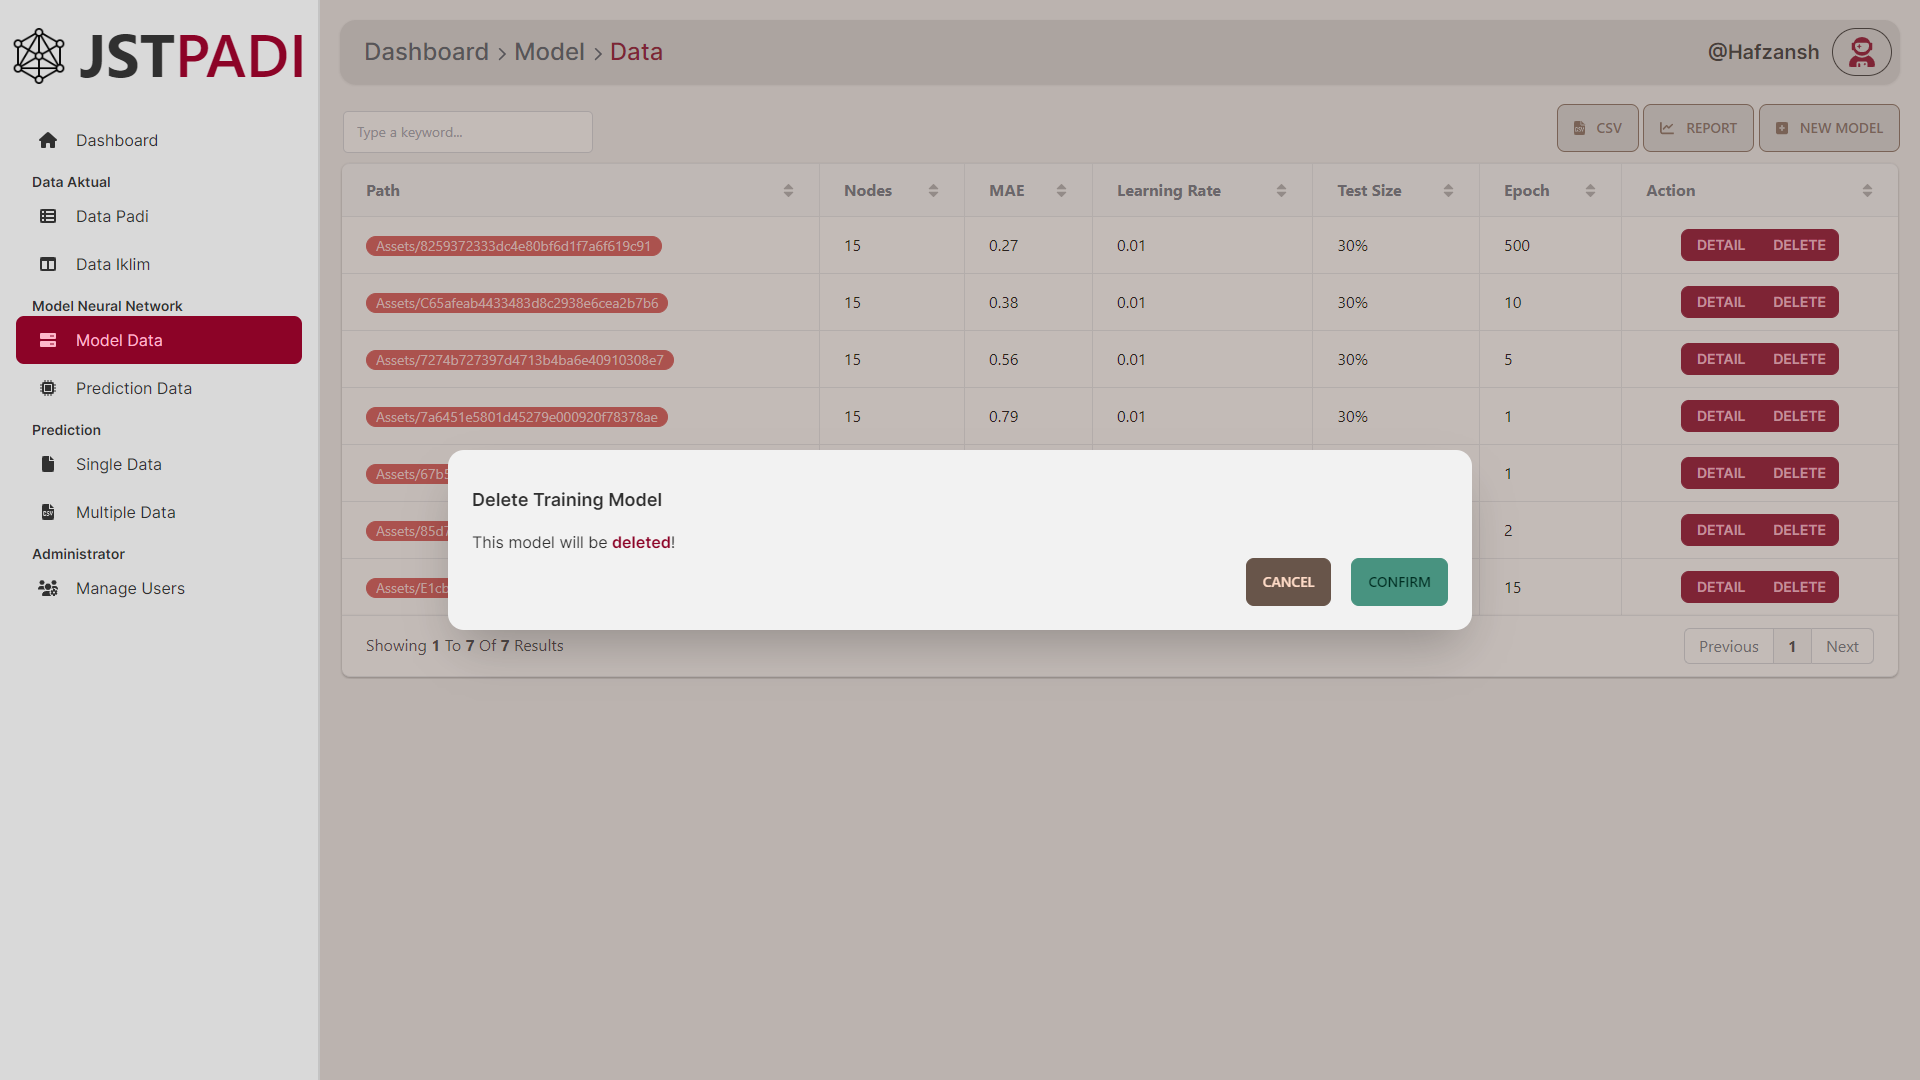 JSTPADI
Dashboard
Data Aktual
Data Padi
Data Iklim
Model Neural Network
Model Data
Prediction Data
Prediction
Single Data
Multiple Data
Administrator
Manage Users
Dashboard > Model > Data
@Hafzansh
Type a keyword...
CSV REPORT NEW MODEL
Path Nodes MAE Learning Rate Test Size Epoch Action
Assets/8259372333dc4e80bf6d1f7a6f619c91 15 0.27 0.01 30% 500 DETAIL DELETE
Assets/C65afeab4433483d8c2938e6cea2b7b6 15 0.38 0.01 30% 10 DETAIL DELETE
Assets/7274b727397d4713b4ba6e40910308e7 15 0.56 0.01 30% 5 DETAIL DELETE
Assets/7a6451e5801d45279e000920f78378ae 15 0.79 0.01 30% 1 DETAIL DELETE
Assets/67b5 1 DETAIL DELETE
Assets/85d7 2 DETAIL DELETE
Assets/E1cb 15 DETAIL DELETE
Delete Training Model
This model will be deleted!
CANCEL CONFIRM
Showing 1 To 7 Of 7 Results
Previous 1 Next